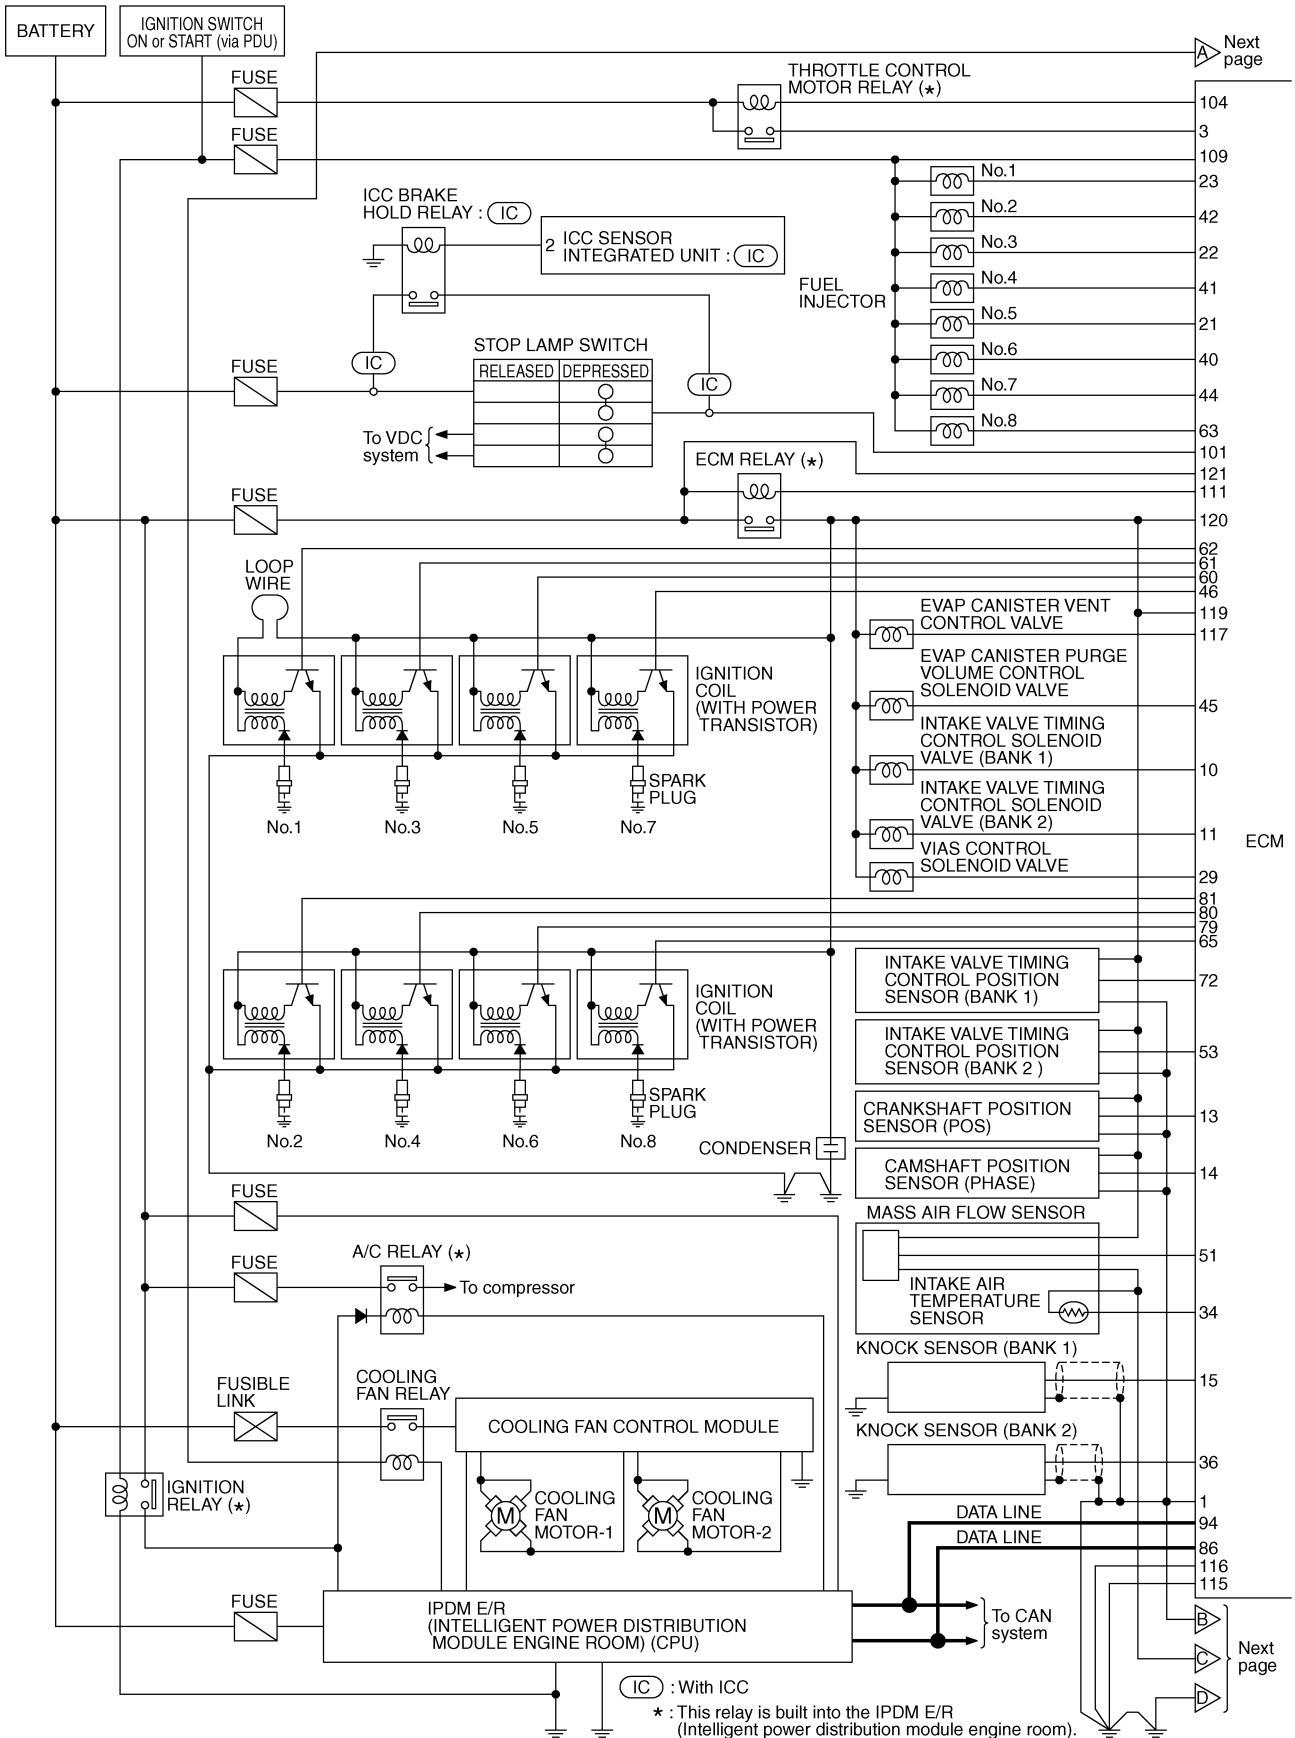 BATTERY
IGNITION SWITCH
ON or START (via PDU)
A
Next
page
FUSE
THROTTLE CONTROL
MOTOR RELAY (*)
104
3
FUSE
109
No.1
23
No.2
42
No.3
22
No.4
41
No.5
21
No.6
40
No.7
44
No.8
63
FUEL
INJECTOR
ICC BRAKE
HOLD RELAY : IC
2 ICC SENSOR
INTEGRATED UNIT : IC
IC
IC
FUSE
STOP LAMP SWITCH
RELEASED DEPRESSED
To VDC
system
101
121
ECM RELAY (*)
111
FUSE
120
62
61
60
46
119
117
LOOP
WIRE
EVAP CANISTER VENT
CONTROL VALVE
EVAP CANISTER PURGE
VOLUME CONTROL
SOLENOID VALVE
45
INTAKE VALVE TIMING
CONTROL SOLENOID
VALVE (BANK 1)
10
INTAKE VALVE TIMING
CONTROL SOLENOID
VALVE (BANK 2)
11
VIAS CONTROL
SOLENOID VALVE
29
ECM
IGNITION
COIL
(WITH POWER
TRANSISTOR)
SPARK
PLUG
No.1
No.3
No.5
No.7
81
80
79
65
IGNITION
COIL
(WITH POWER
TRANSISTOR)
SPARK
PLUG
No.2
No.4
No.6
No.8
CONDENSER
INTAKE VALVE TIMING
CONTROL POSITION
SENSOR (BANK 1)
72
INTAKE VALVE TIMING
CONTROL POSITION
SENSOR (BANK 2 )
53
CRANKSHAFT POSITION
SENSOR (POS)
13
CAMSHAFT POSITION
SENSOR (PHASE)
14
MASS AIR FLOW SENSOR
51
INTAKE AIR
TEMPERATURE
SENSOR
34
KNOCK SENSOR (BANK 1)
15
KNOCK SENSOR (BANK 2)
36
1
DATA LINE
94
DATA LINE
86
116
115
FUSE
FUSE
A/C RELAY (*)
To compressor
FUSIBLE
LINK
COOLING
FAN RELAY
COOLING FAN CONTROL MODULE
M
COOLING
FAN
MOTOR-1
M
COOLING
FAN
MOTOR-2
IGNITION
RELAY (*)
FUSE
IPDM E/R
(INTELLIGENT POWER DISTRIBUTION
MODULE ENGINE ROOM) (CPU)
To CAN
system
B
C
D
Next
page
IC : With ICC
* : This relay is built into the IPDM E/R
(Intelligent power distribution module engine room).